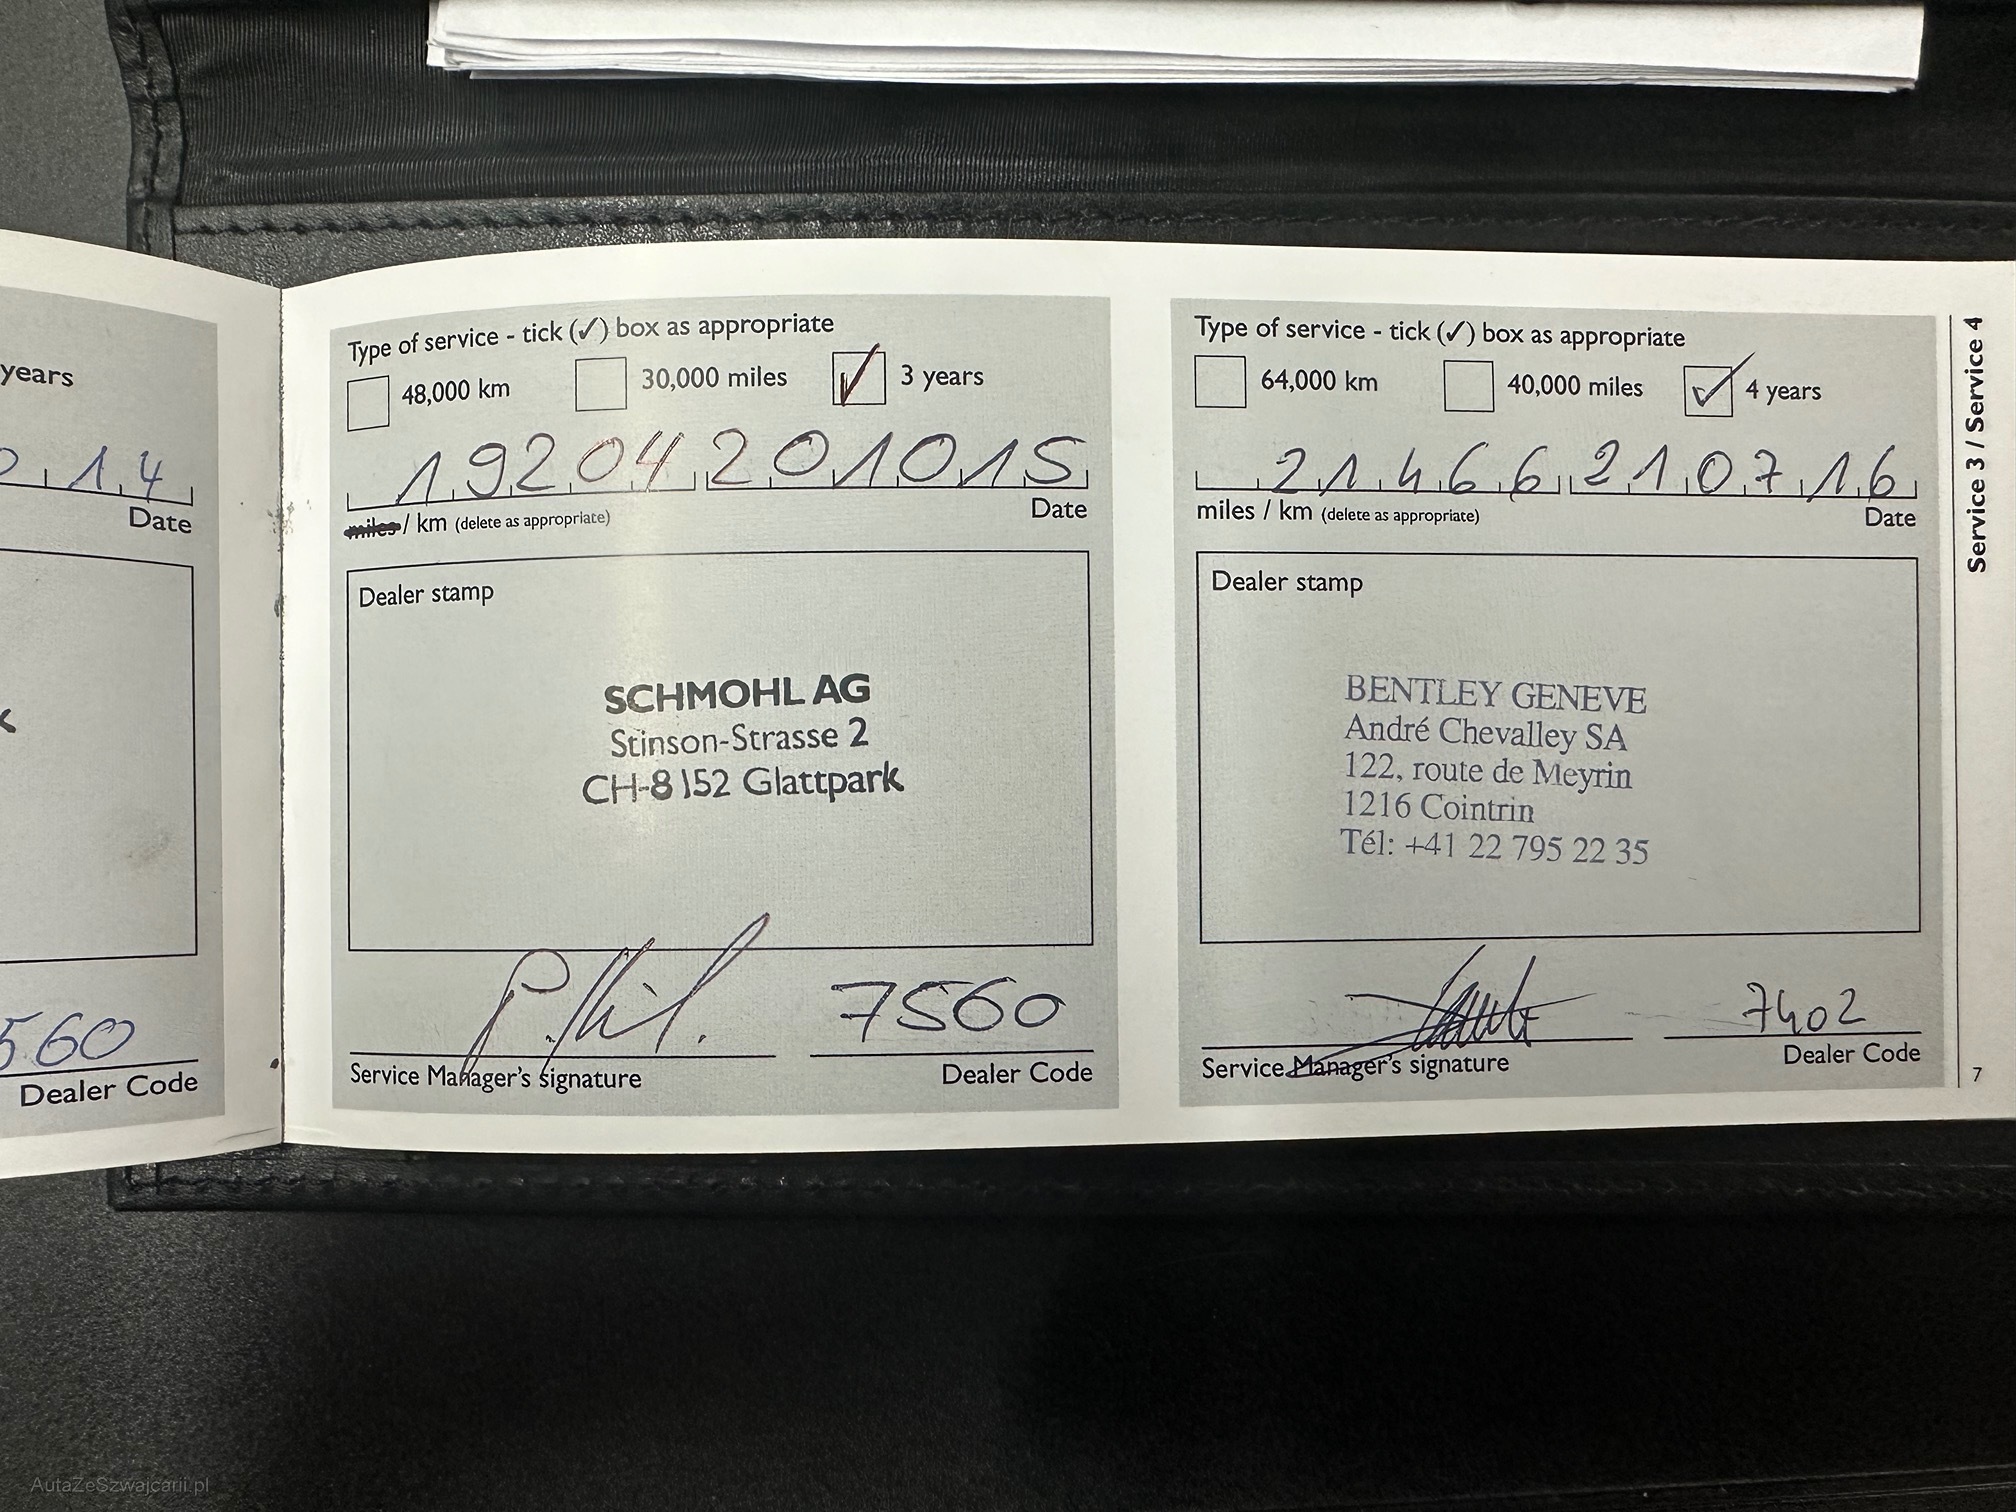 years
1 4
Date
560
Dealer Code
Type of service - tick (✓) box as appropriate
48,000 km 30,000 miles ✓ 3 years
19204 201015
miles / km (delete as appropriate) Date
Dealer stamp
SCHMOHL AG
Stinson-Strasse 2
CH-8152 Glattpark
7560
Service Manager's signature Dealer Code
Type of service - tick (✓) box as appropriate
64,000 km 40,000 miles ✓ 4 years
21466 210716
miles / km (delete as appropriate) Date
Dealer stamp
BENTLEY GENEVE
André Chevalley SA
122, route de Meyrin
1216 Cointrin
Tél: +41 22 795 22 35
7402
Service Manager's signature Dealer Code
Service 3 / Service 4
7
AutaZeSzwajcarii.pl